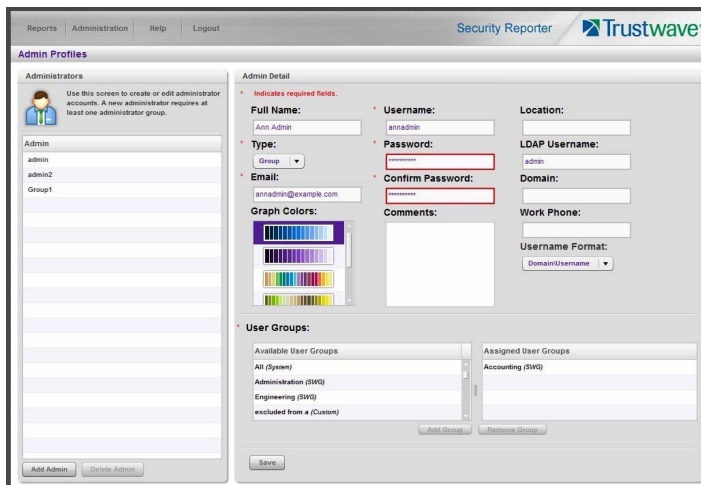 Reports Administration Help Logout
Security Reporter Trustwave
Admin Profiles
Administrators
Use this screen to create or edit administrator
accounts. A new administrator requires at
least one administrator group.
Admin
admin
admin2
Group1
Add Admin Delete Admin
Admin Detail
* Indicates required fields.
Full Name: * Username: Location:
Ann Admin annadmin
* Type: * Password: LDAP Username:
Group ********** admin
* Email: * Confirm Password: Domain:
annadmin@example.com **********
Graph Colors: Comments: Work Phone:
Username Format:
Domain\Username
* User Groups:
Available User Groups Assigned User Groups
All (System) Accounting (SWG)
Administration (SWG)
Engineering (SWG)
excluded from a (Custom)
Add Group Remove Group
Save